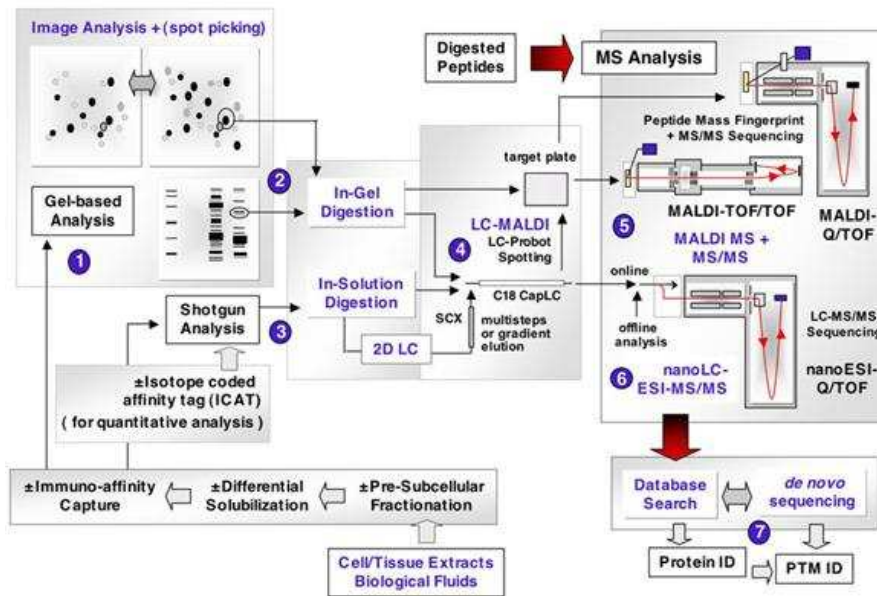 Image Analysis + (spot picking)
Digested
Peptides
MS Analysis
Peptide Mass Fingerprint
+ MS/MS Sequencing
target plate
2
In-Gel
Digestion
Gel-based
Analysis
1
LC-MALDI
LC-Probot
Spotting
4
5
MALDI-TOF/TOF
MALDI-
Q/TOF
MALDI MS +
MS/MS
In-Solution
Digestion
C18 CapLC
online
offline
analysis
Shotgun
Analysis
3
SCX
multisteps
or gradient
elution
2D LC
LC-MS/MS
Sequencing
6
nanoLC-
ESI-MS/MS
nanoESI-
Q/TOF
±Isotope coded
affinity tag (ICAT)
( for quantitative analysis )
±Immuno-affinity
Capture
±Differential
Solubilization
±Pre-Subcellular
Fractionation
Database
Search
de novo
sequencing
7
Cell/Tissue Extracts
Biological Fluids
Protein ID
PTM ID